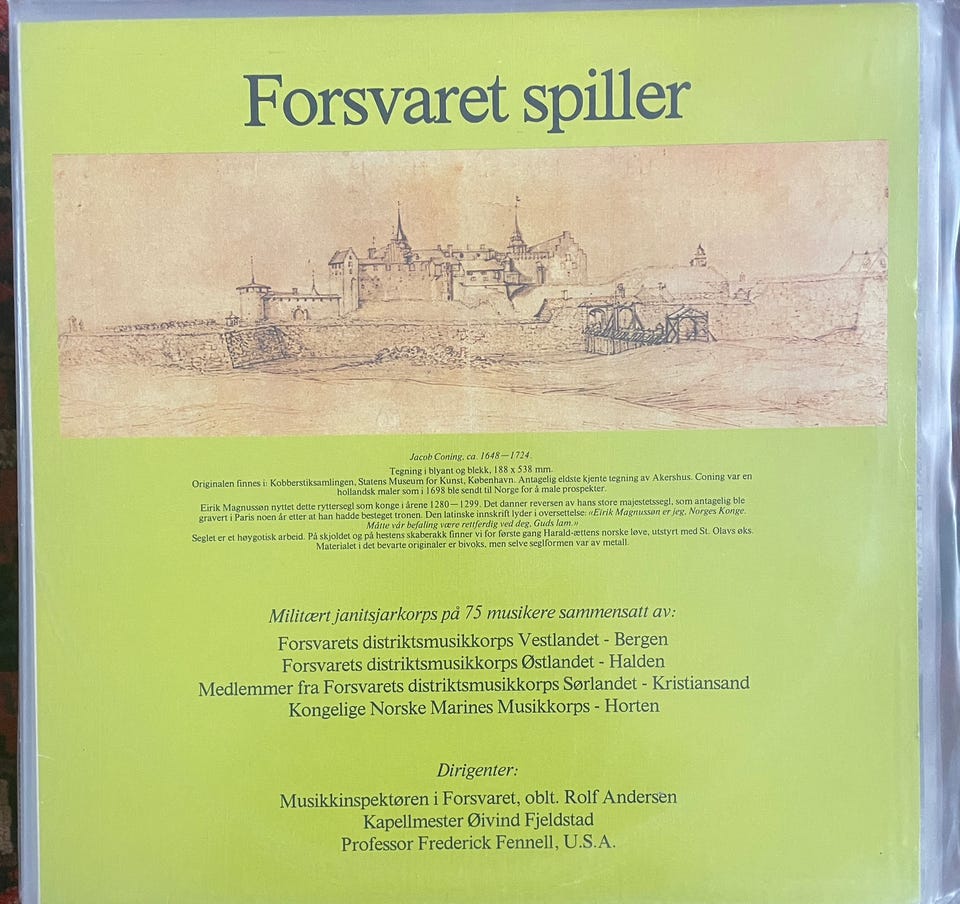 Forsvaret spiller
Jacob Coning, ca. 1648—1724.
Tegning i blyant og blekk, 188 x 538 mm.
Originalen finnes i: Kobberstiksamlingen, Statens Museum for Kunst, København. Antagelig eldste kjente tegning av Akershus. Coning var en
hollandsk maler som i 1698 ble sendt til Norge for å male prospekter.
Eirik Magnussøn nyttet dette ryttersegl som konge i årene 1280—1299. Det danner reversen av hans store majestetssegl, som antagelig ble
gravert i Paris noen år etter at han hadde besteget tronen. Den latinske innskrift lyder i oversettelse: «Eirik Magnussøn er jeg, Norges Konge.
Måtte vår befaling være rettferdig ved deg, Guds lam.»
Seglet er et høygotisk arbeid. På skjoldet og på hestens skaberakk finner vi for første gang Harald-ættens norske løve, utstyrt med St. Olavs øks.
Materialet i det bevarte originaler er bivoks, men selve seglformen var av metall.
Militært janitsjarkorps på 75 musikere sammensatt av:
Forsvarets distriktsmusikkorps Vestlandet - Bergen
Forsvarets distriktsmusikkorps Østlandet - Halden
Medlemmer fra Forsvarets distriktsmusikkorps Sørlandet - Kristiansand
Kongelige Norske Marines Musikkorps - Horten
Dirigenter:
Musikkinspektøren i Forsvaret, oblt. Rolf Andersen
Kapellmester Øivind Fjeldstad
Professor Frederick Fennell, U.S.A.